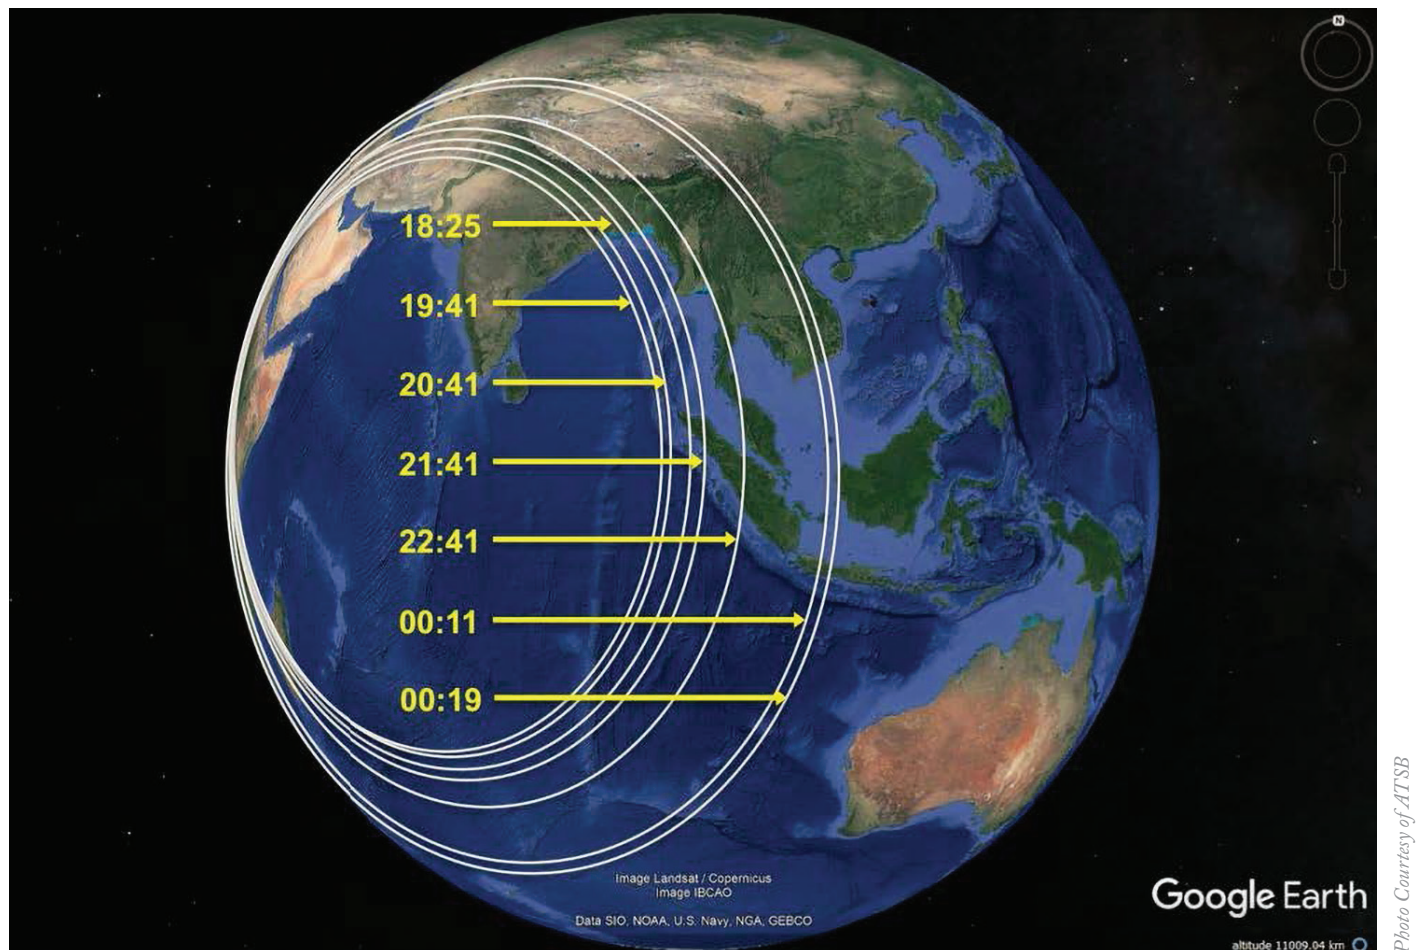 N
18:25
19:41
20:41
21:41
22:41
00:11
00:19
Image Landsat / Copernicus
Image IBCAO
Data SIO, NOAA, U.S. Navy, NGA, GEBCO
Google Earth
altitude 11009.04 km
Photo Courtesy of ATSB